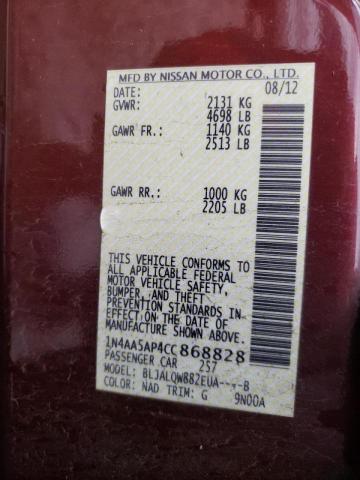 MFD BY NISSAN MOTOR CO., LTD.
DATE: 08/12
GVWR: 2131 KG
4698 LB
GAWR FR: 1140 KG
2513 LB
GAWR RR: 1000 KG
2205 LB
THIS VEHICLE CONFORMS TO
ALL APPLICABLE FEDERAL
MOTOR VEHICLE SAFETY,
BUMPER, AND THEFT
PREVENTION STANDARDS IN
EFFECT ON THE DATE OF
MANUFACTURE SHOWN ABOVE.
1N4AA5AP4CC868828
PASSENGER CAR 257
MODEL: BLJALQWB82EUA----B
COLOR: NAD TRIM: G 9N00A